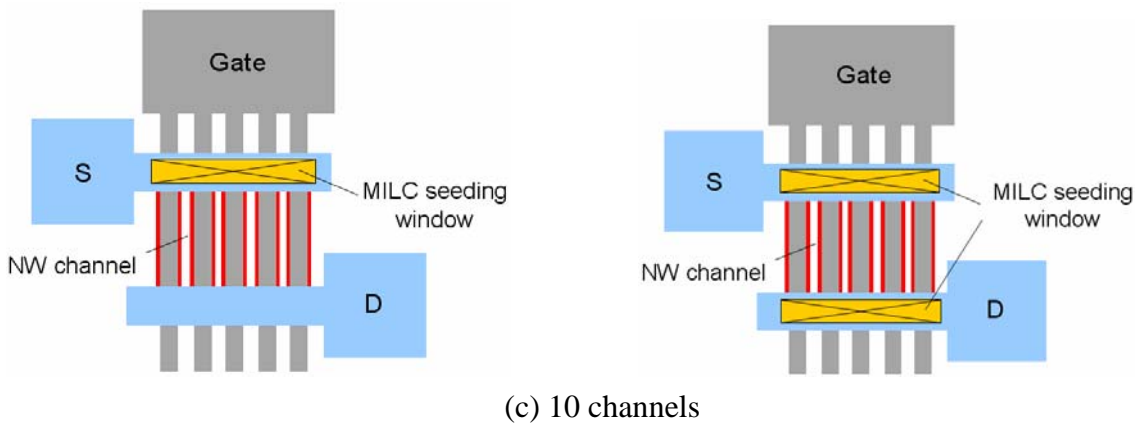 Gate
S
MILC seeding
window
NW channel
D
Gate
S
MILC seeding
window
NW channel
D
(c) 10 channels